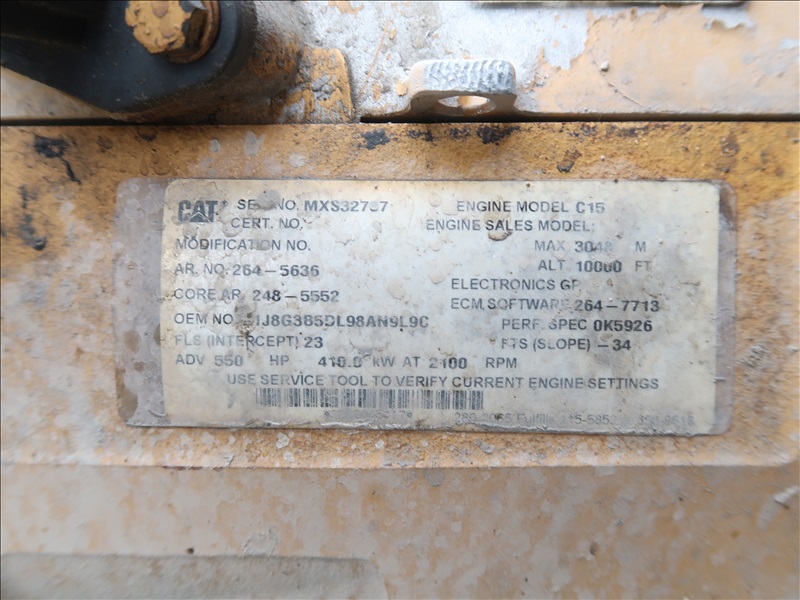 CAT SER. NO. ENGINE MODEL C15
CERT. NO. ENGINE SALES MODEL:
MODIFICATION NO. MAX 3048 M
AR. NO. 264-5636 ALT 10000 FT
CORE AR. 248-5552 ELECTRONICS GP
ECM SOFTWARE 264-7713
OEM NO. PERF. SPEC 0K5926
FLS (INTERCEPT) 23 FTS (SLOPE) -34
ADV 550 HP 410.0 kW AT 2100 RPM
USE SERVICE TOOL TO VERIFY CURRENT ENGINE SETTINGS